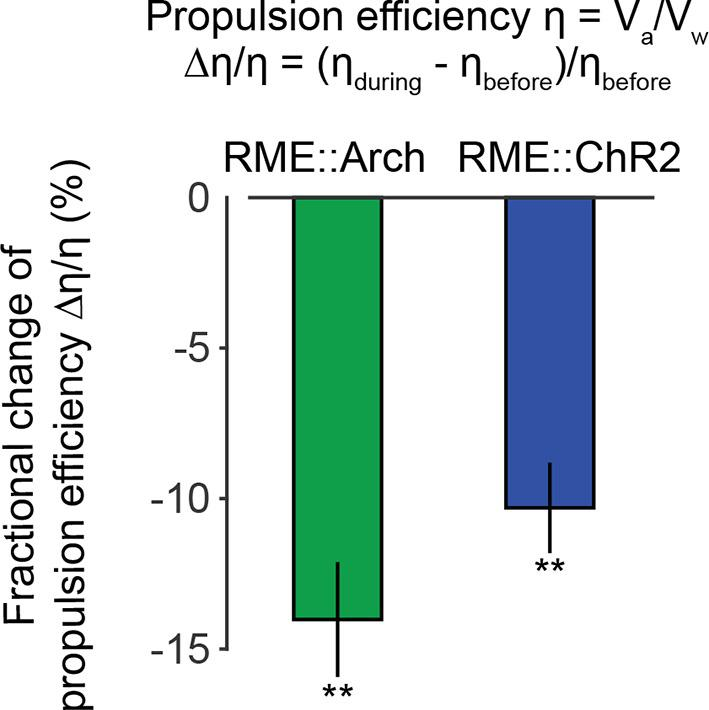 Propulsion efficiency η = Va/Vw
Δη/η = (ηduring - ηbefore)/ηbefore
RME::Arch RME::ChR2
Fractional change of
propulsion efficiency Δη/η (%)
0
-5
-10
-15
**
**